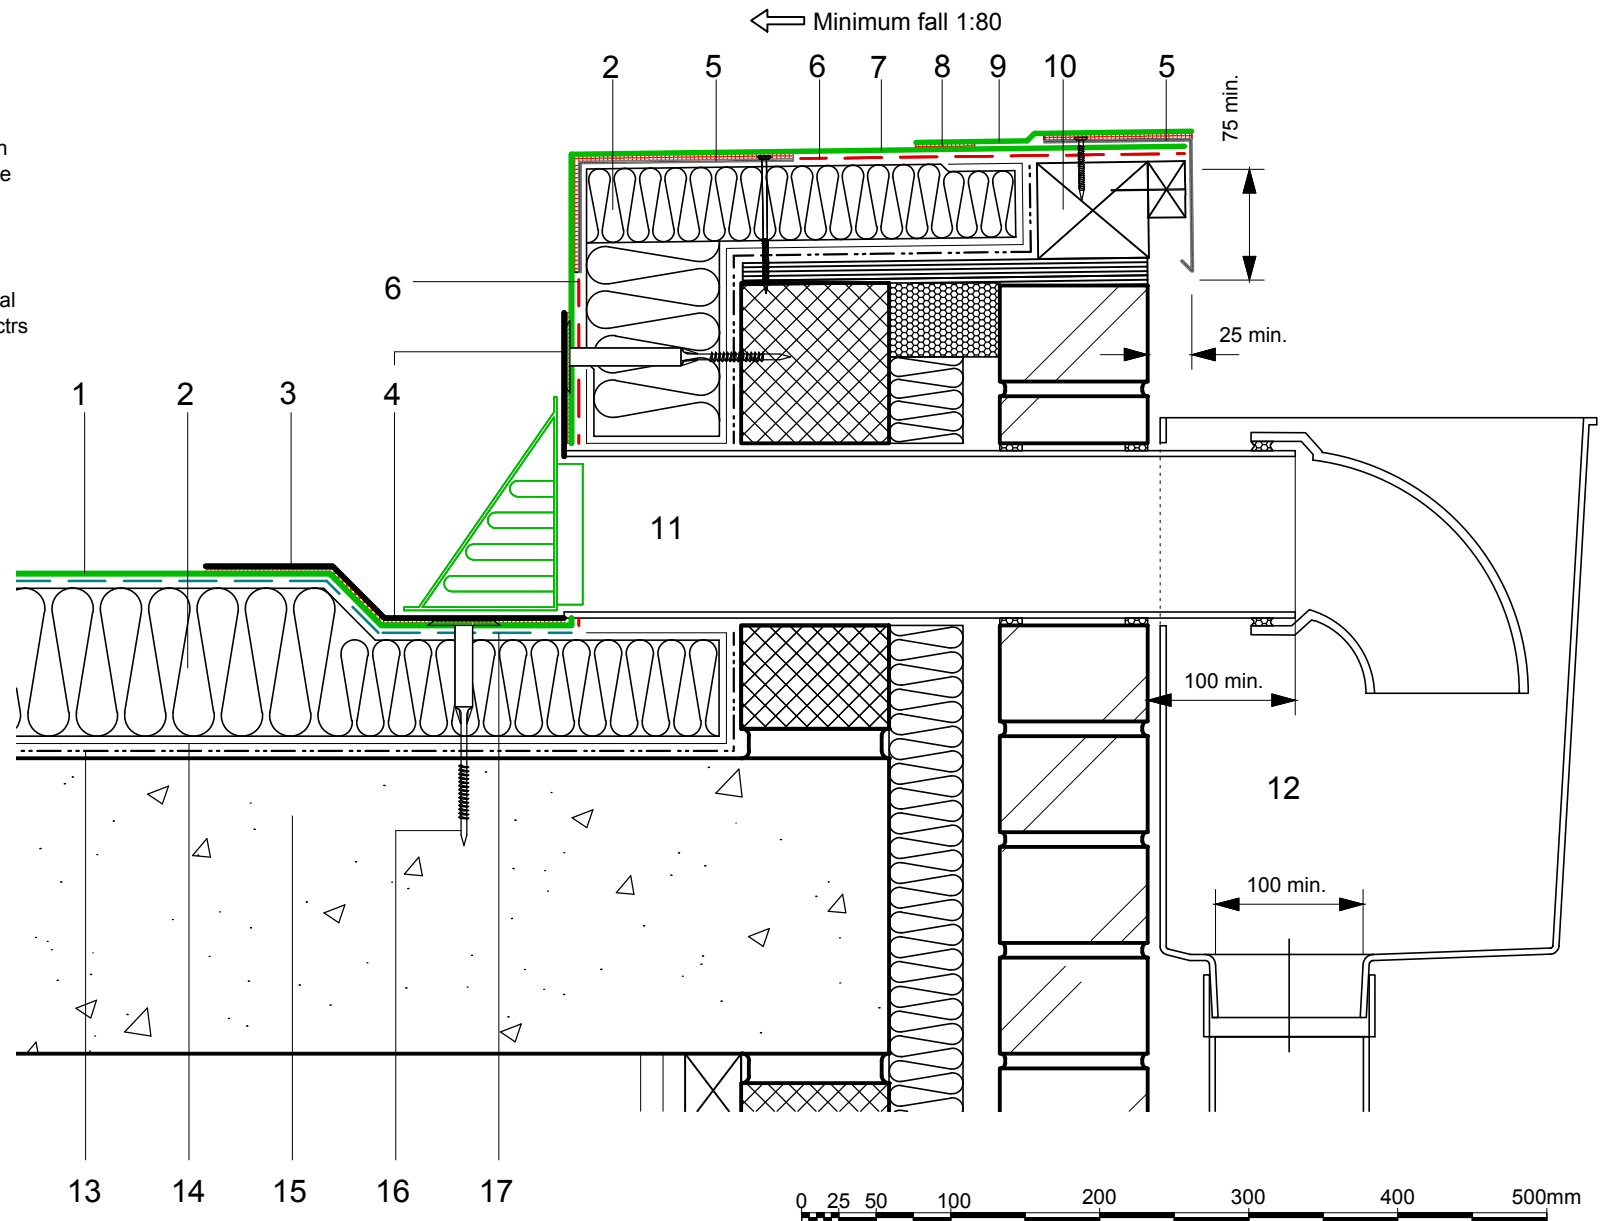 Minimum fall 1:80
2 5 6 7 8 9 10 5
75 min.
n
e
6
al
ctrs
25 min.
1 2 3 4
11
100 min.
12
100 min.
13 14 15 16 17
0 25 50 100 200 300 400 500mm